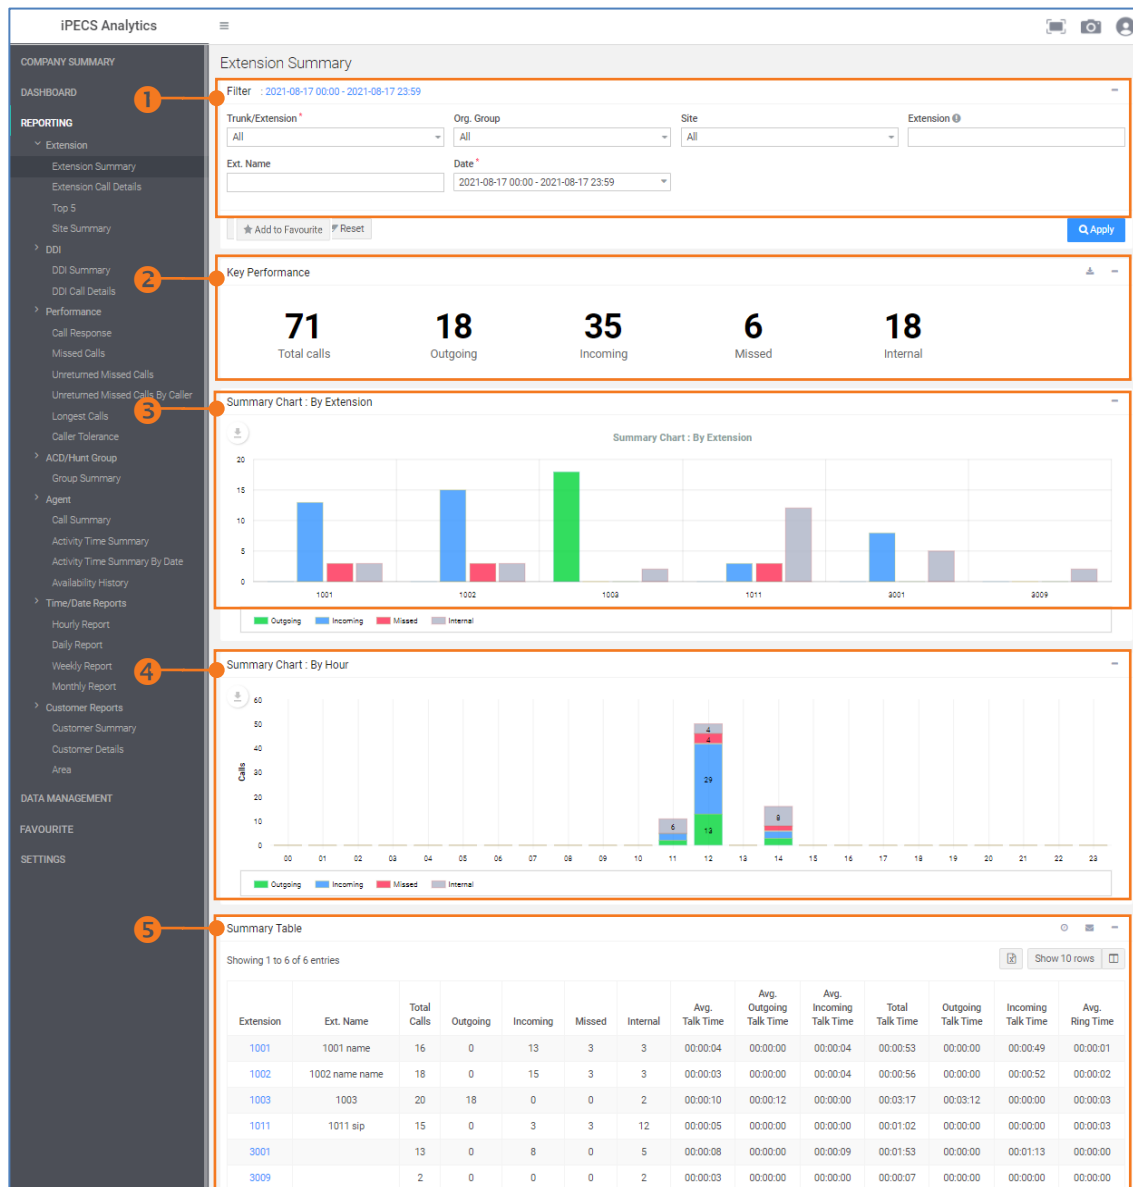 iPECS Analytics
COMPANY SUMMARY
DASHBOARD
REPORTING
Extension
Extension Summary
Extension Call Details
Top 5
Site Summary
DDI
DDI Summary
DDI Call Details
Performance
Call Response
Missed Calls
Unreturned Missed Calls
Unreturned Missed Calls By Caller
Longest Calls
Caller Tolerance
ACD/Hunt Group
Group Summary
Agent
Call Summary
Activity Time Summary
Activity Time Summary By Date
Availability History
Time/Date Reports
Hourly Report
Daily Report
Weekly Report
Monthly Report
Customer Reports
Customer Summary
Customer Details
Area
DATA MANAGEMENT
FAVOURITE
SETTINGS
Extension Summary
1
Filter : 2021-08-17 00:00 - 2021-08-17 23:59
Trunk/Extension * Org. Group Site Extension
All All All
Ext. Name Date *
2021-08-17 00:00 - 2021-08-17 23:59
Add to Favourite Reset Apply
2
Key Performance
71 18 35 6 18
Total calls Outgoing Incoming Missed Internal
3
Summary Chart : By Extension
Summary Chart : By Extension
20
15
10
5
0
1001 1002 1003 1011 3001 3009
Outgoing Incoming Missed Internal
4
Summary Chart : By Hour
60
50
40
30
20
10
0
Calls
6
4
4
29
13
8
00 01 02 03 04 05 06 07 08 09 10 11 12 13 14 15 16 17 18 19 20 21 22 23
Outgoing Incoming Missed Internal
5
Summary Table
Showing 1 to 6 of 6 entries Show 10 rows
Extension Ext. Name Total Calls Outgoing Incoming Missed Internal Avg. Talk Time Avg. Outgoing Talk Time Avg. Incoming Talk Time Total Talk Time Outgoing Talk Time Incoming Talk Time Avg. Ring Time
1001 1001 name 16 0 13 3 3 00:00:04 00:00:00 00:00:04 00:00:53 00:00:00 00:00:49 00:00:01
1002 1002 name name 18 0 15 3 3 00:00:03 00:00:00 00:00:04 00:00:56 00:00:00 00:00:52 00:00:02
1003 1003 20 18 0 0 2 00:00:10 00:00:12 00:00:00 00:03:17 00:03:12 00:00:00 00:00:03
1011 1011 sip 15 0 3 3 12 00:00:05 00:00:00 00:00:00 00:01:02 00:00:00 00:00:00 00:00:03
3001 13 0 8 0 5 00:00:08 00:00:00 00:00:09 00:01:53 00:00:00 00:01:13 00:00:00
3009 2 0 0 0 2 00:00:03 00:00:00 00:00:00 00:00:07 00:00:00 00:00:00 00:00:00